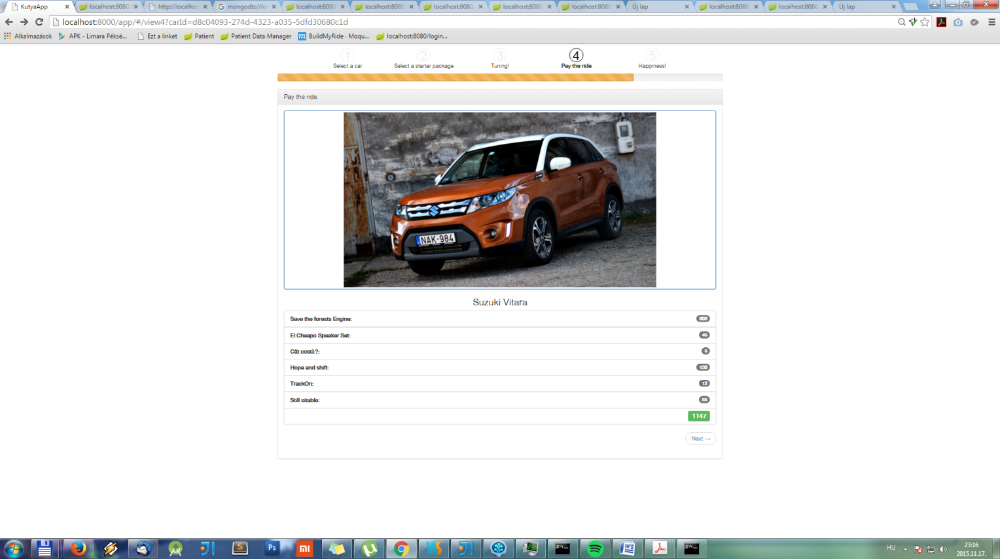 KutyaApp
localhost:8080
http://localhos
mongodb://lo
localhost:8080
localhost:8080
localhost:8080
localhost:8080
localhost:8080
Új lap
localhost:8080
localhost:8080
Új lap
localhost:8000/app/#/view4?carId=d8c04093-274d-4323-a035-5dfd30680c1d
Alkalmazások
APK - Limara Péksé...
Ezt a linket
Patient
Patient Data Manager
m BuildMyRide · Moqu...
localhost:8080/login...
1 2 3 4 5
Select a car Select a starter package Tuning! Pay the ride Happiness!
Pay the ride
NAK-984
Suzuki Vitara
Save the forests Engine: 900
El Cheapo Speaker Set: 45
Cât costă?: 5
Hope and shift: 130
TrackOn: 12
Still sitable: 55
1147
Next →
S
Ps
mi
C:\_
C:\_
HU
23:16
2015.11.17.